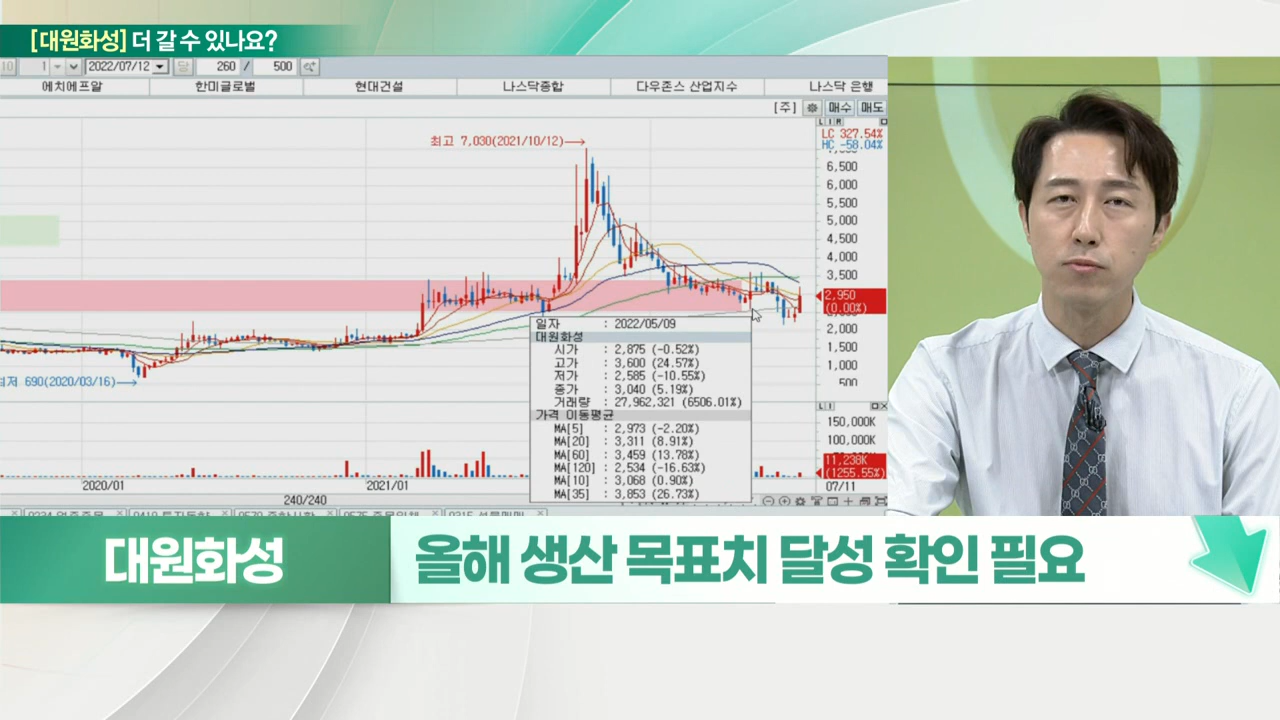 [대원화성] 더 갈 수 있나요?
1 2022/07/12 당 260 / 500
에치에프알 한미글로벌 현대건설 나스닥종합 다우존스 산업지수 나스닥 은행
[주] 매수 매도
L I R
LC 327.54%
HC -58.04%
최고 7,030(2021/10/12)
6,500
6,000
5,500
5,000
4,500
4,000
3,500
2,950
(0.00%)
2,000
1,500
1,000
500
최저 690(2020/03/16)
일자 : 2022/05/09
대원화성
시가 : 2,875 (-0.52%)
고가 : 3,600 (24.57%)
저가 : 2,585 (-10.55%)
종가 : 3,040 (5.19%)
거래량 : 27,962,321 (6506.01%)
가격 이동평균
MA[5] : 2,973 (-2.20%)
MA[20] : 3,311 (8.91%)
MA[60] : 3,459 (13.78%)
MA[120] : 2,534 (-16.63%)
MA[10] : 3,068 (0.90%)
MA[35] : 3,853 (26.73%)
L I
150,000K
100,000K
11,238K
(1255.55%)
2020/01 2021/01 07/11
240/240
대원화성
올해 생산 목표치 달성 확인 필요